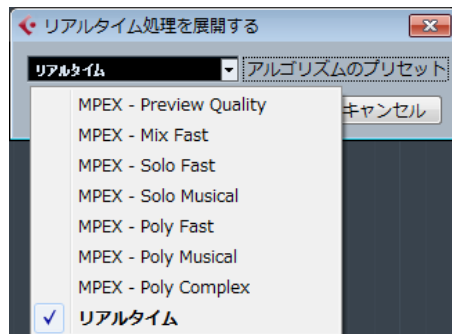 リアルタイム処理を展開する
リアルタイム
アルゴリズムのプリセット
キャンセル
MPEX - Preview Quality
MPEX - Mix Fast
MPEX - Solo Fast
MPEX - Solo Musical
MPEX - Poly Fast
MPEX - Poly Musical
MPEX - Poly Complex
リアルタイム